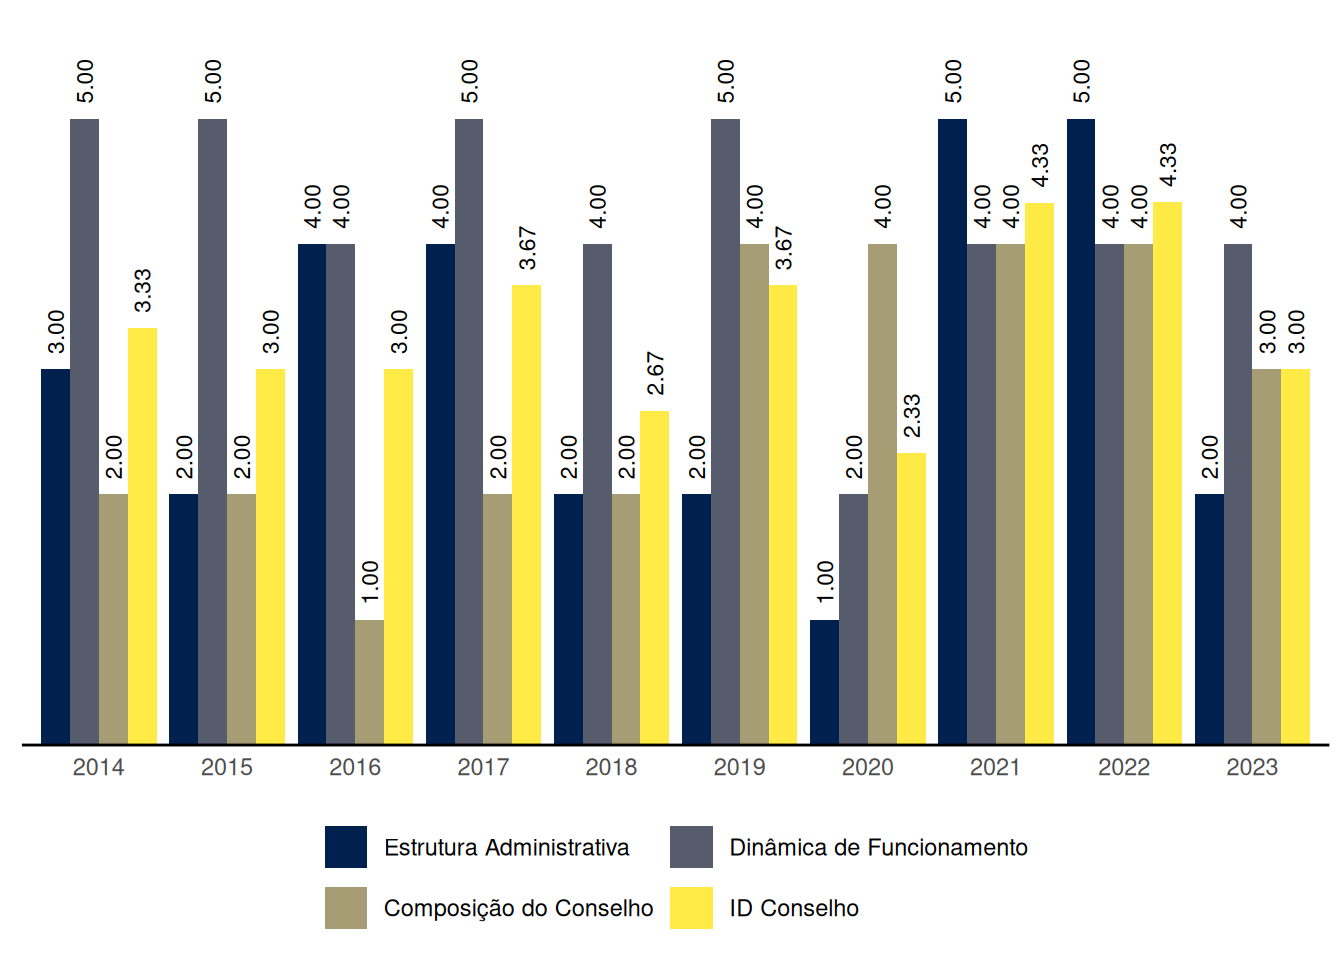 3.00 5.00 2.00 3.33 2.00 5.00 2.00 3.00 4.00 4.00 1.00 3.00 4.00 5.00 2.00 3.67 2.00 4.00 2.00 2.67 2.00 5.00 4.00 3.67 1.00 2.00 4.00 2.33 5.00 4.00 4.00 4.33 5.00 4.00 4.00 4.33 2.00 4.00 3.00 3.00
2014 2015 2016 2017 2018 2019 2020 2021 2022 2023
Estrutura Administrativa Dinâmica de Funcionamento
Composição do Conselho ID Conselho